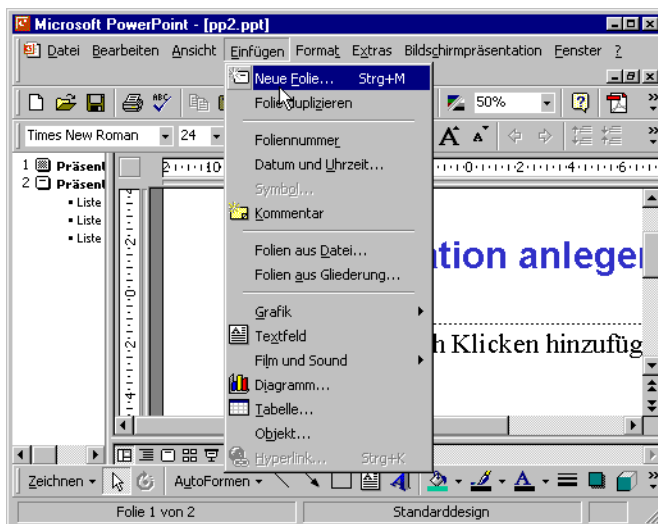 Microsoft PowerPoint - [pp2.ppt]
Datei Bearbeiten Ansicht Einfügen Format Extras Bildschirmpräsentation Fenster ?
Neue Folie... Strg+M
Folie duplizieren
Foliennummer
Datum und Uhrzeit...
Symbol...
Kommentar
Folien aus Datei...
Folien aus Gliederung...
Grafik
Textfeld
Film und Sound
Diagramm...
Tabelle...
Objekt...
Hyperlink... Strg+K
50%
Times New Roman 24
1 Präsent
2 Präsent
Liste
Liste
Liste
tion anlege
h Klicken hinzufüg
Zeichnen AutoFormen
Folie 1 von 2 Standarddesign